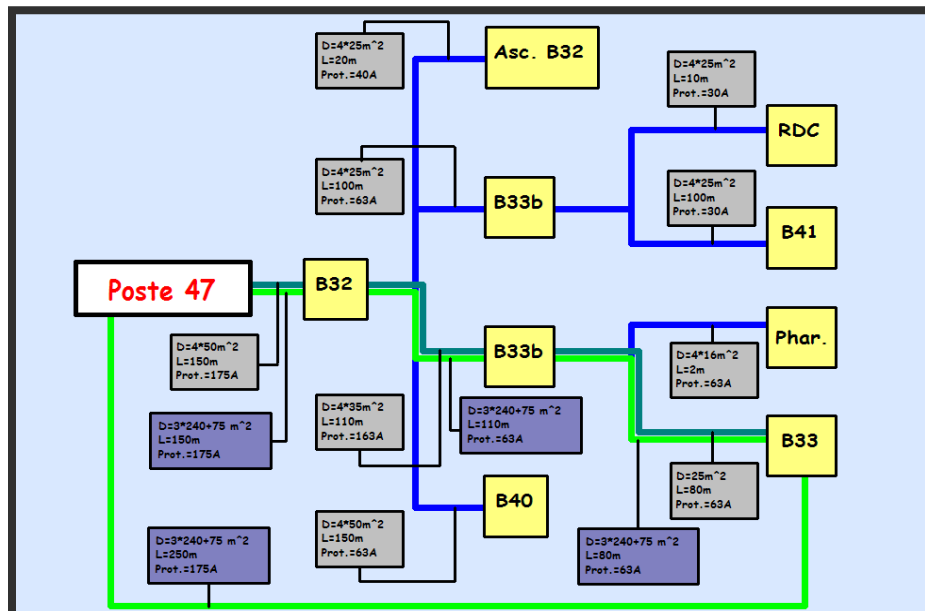 D=4*25m^2
L=20m
Prot.=40A
Asc. B32
D=4*25m^2
L=10m
Prot.=30A
RDC
D=4*25m^2
L=100m
Prot.=63A
B33b
D=4*25m^2
L=100m
Prot.=30A
B41
Poste 47
B32
D=4*50m^2
L=150m
Prot.=175A
B33b
Phar.
D=4*16m^2
L=2m
Prot.=63A
D=3*240+75 m^2
L=150m
Prot.=175A
D=4*35m^2
L=110m
Prot.=163A
D=3*240+75 m^2
L=110m
Prot.=63A
B33
D=25m^2
L=80m
Prot.=63A
B40
D=4*50m^2
L=150m
Prot.=63A
D=3*240+75 m^2
L=80m
Prot.=63A
D=3*240+75 m^2
L=250m
Prot.=175A